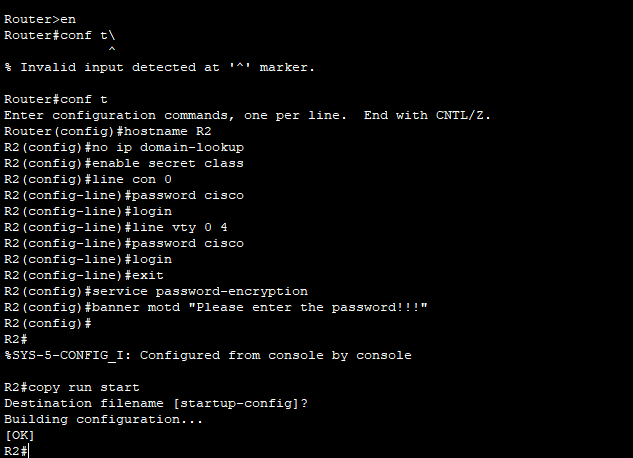 Router>en
Router#conf t\
^
% Invalid input detected at '^' marker.
Router#conf t
Enter configuration commands, one per line.  End with CNTL/Z.
Router(config)#hostname R2
R2(config)#no ip domain-lookup
R2(config)#enable secret class
R2(config)#line con 0
R2(config-line)#password cisco
R2(config-line)#login
R2(config-line)#line vty 0 4
R2(config-line)#password cisco
R2(config-line)#login
R2(config-line)#exit
R2(config)#service password-encryption
R2(config)#banner motd "Please enter the password!!!"
R2(config)#
R2#
%SYS-5-CONFIG_I: Configured from console by console
R2#copy run start
Destination filename [startup-config]?
Building configuration...
[OK]
R2#